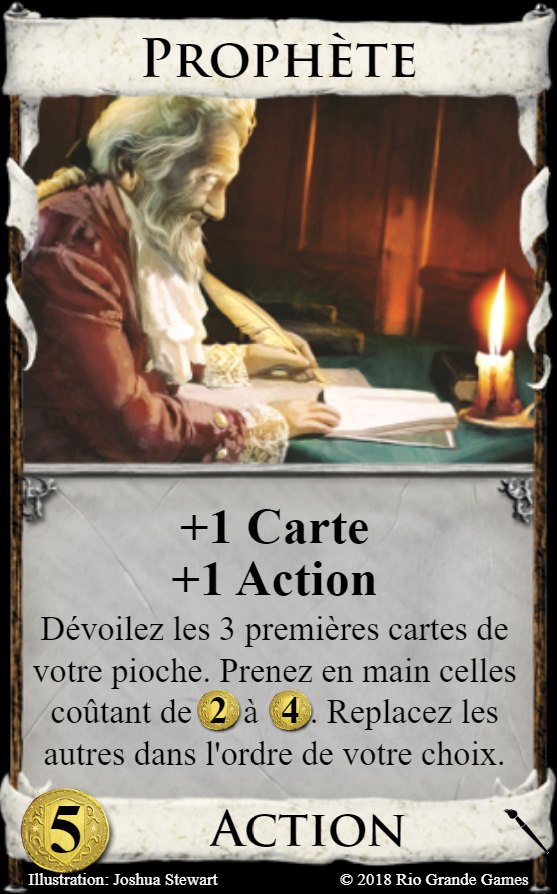 Prophète
+1 Carte
+1 Action
Dévoilez les 3 premières cartes de
votre pioche. Prenez en main celles
coûtant de 2 à 4. Replacez les
autres dans l'ordre de votre choix.
5 Action
Illustration: Joshua Stewart © 2018 Rio Grande Games